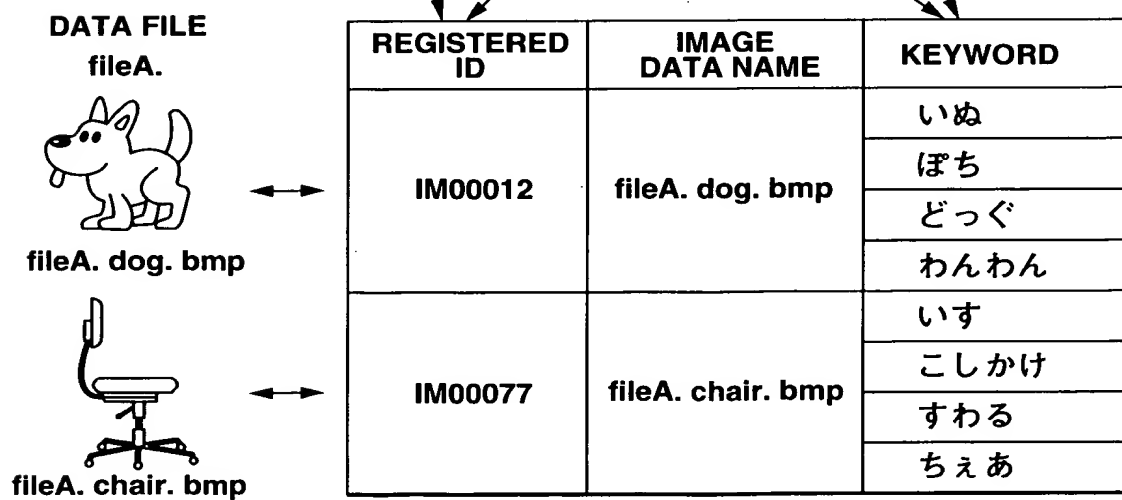 DATA FILE
fileA.
fileA. dog. bmp
fileA. chair. bmp
REGISTERED
ID
IMAGE
DATA NAME
KEYWORD
IM00012
fileA. dog. bmp
いぬ
ぽち
どっぐ
わんわん
IM00077
fileA. chair. bmp
いす
こしかけ
すわる
ちぇあ